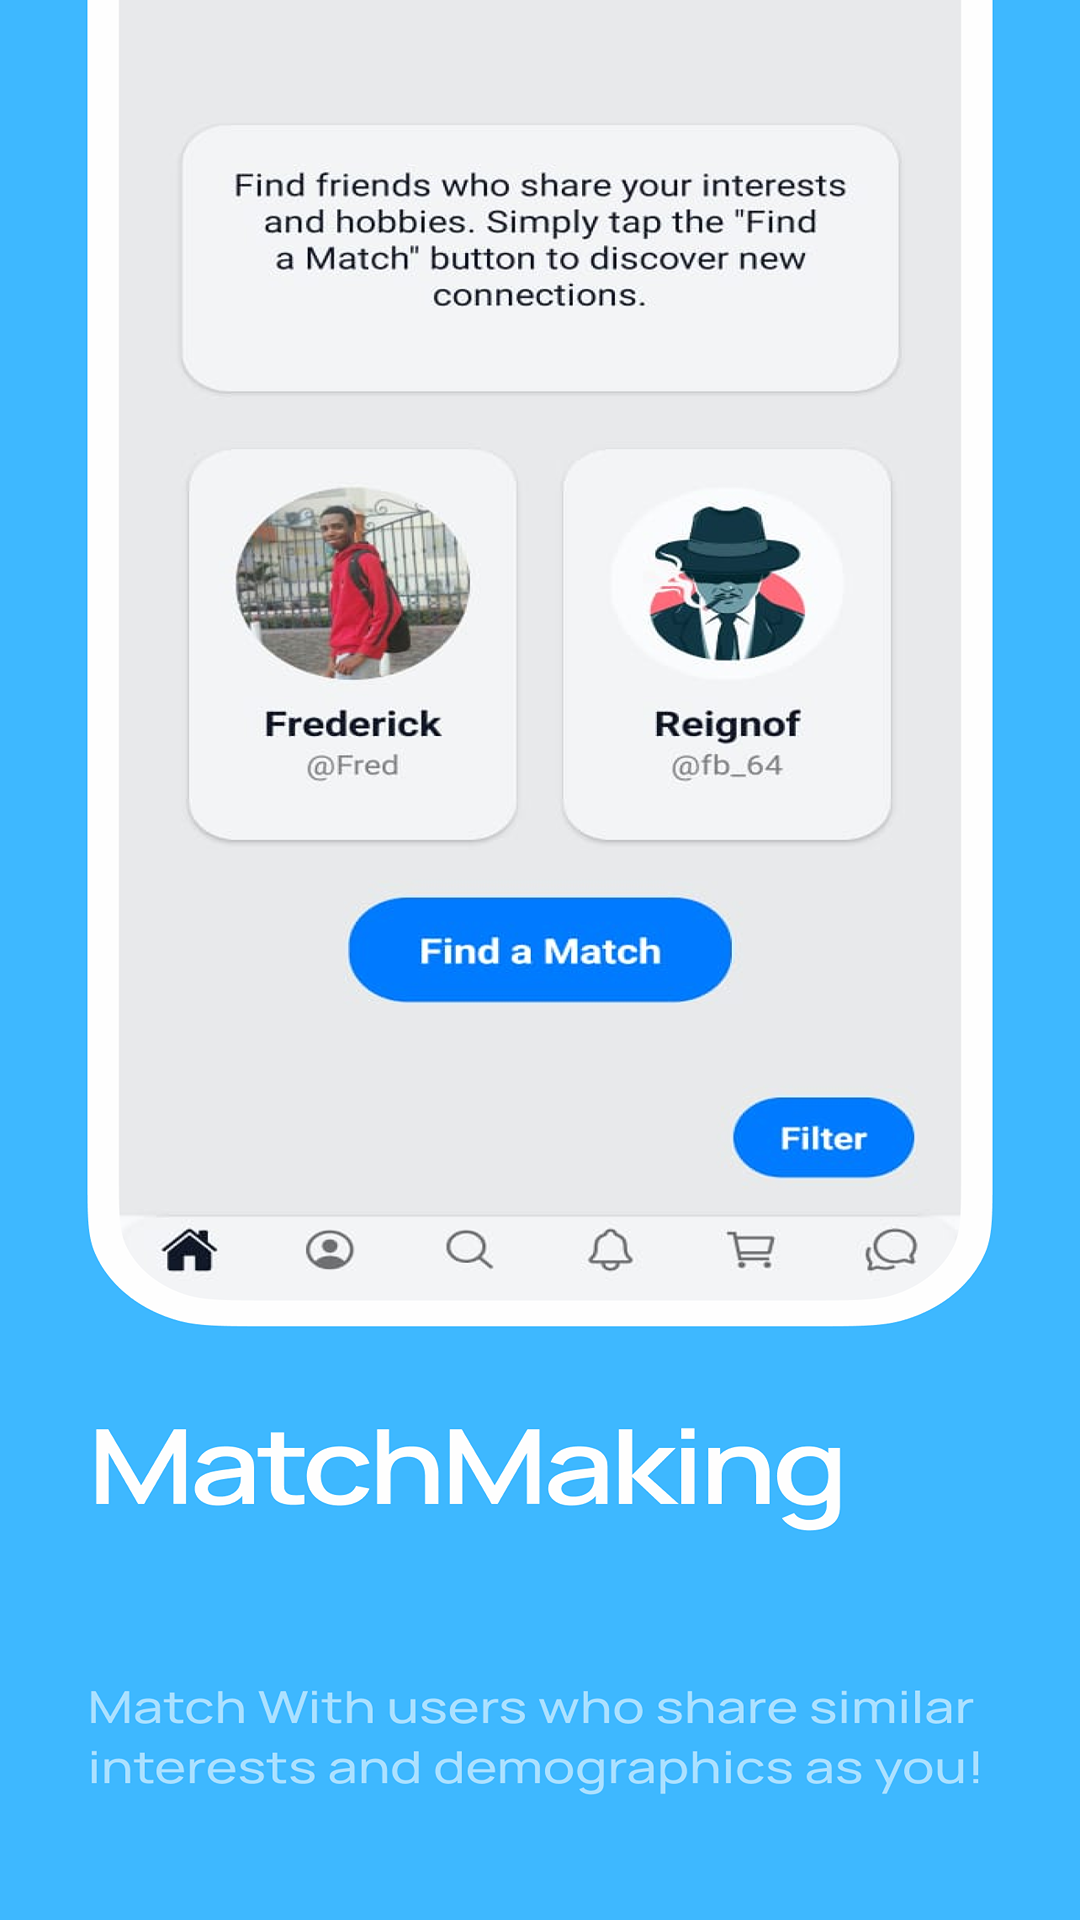 Find friends who share your interests
and hobbies. Simply tap the "Find
a Match" button to discover new
connections.
Frederick
@Fred
Reignof
@fb_64
Find a Match
Filter
MatchMaking
Match With users who share similar
interests and demographics as you!